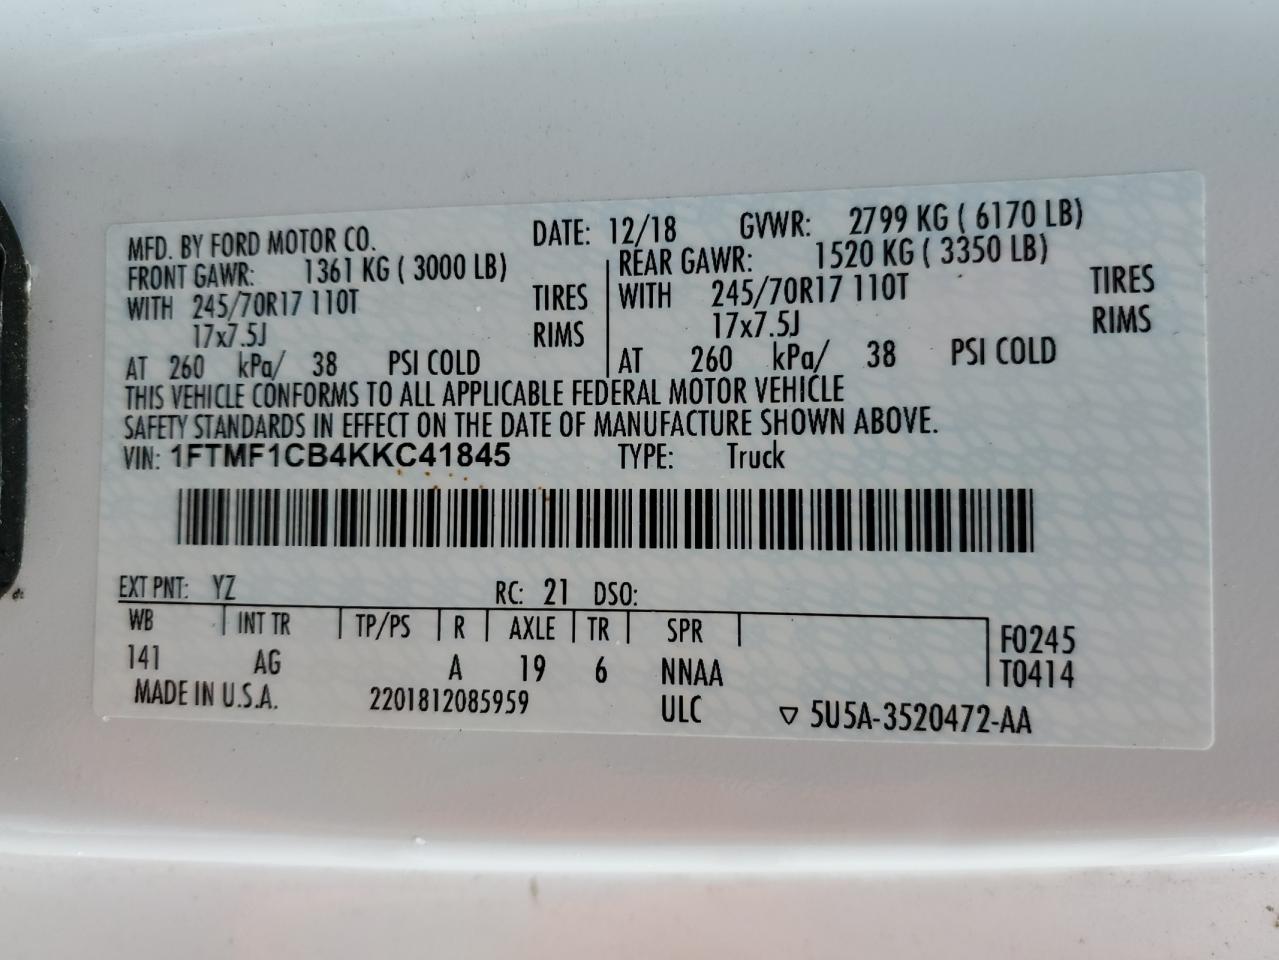 MFD. BY FORD MOTOR CO. DATE: 12/18 GVWR: 2799 KG ( 6170 LB)
FRONT GAWR: 1361 KG ( 3000 LB) REAR GAWR: 1520 KG ( 3350 LB)
WITH 245/70R17 110T TIRES WITH 245/70R17 110T TIRES
17x7.5J RIMS 17x7.5J RIMS
AT 260 kPa/ 38 PSI COLD AT 260 kPa/ 38 PSI COLD
THIS VEHICLE CONFORMS TO ALL APPLICABLE FEDERAL MOTOR VEHICLE
SAFETY STANDARDS IN EFFECT ON THE DATE OF MANUFACTURE SHOWN ABOVE.
VIN: 1FTMF1CB4KKC41845 TYPE: Truck
EXT PNT: YZ RC: 21 DSO:
WB INT TR TP/PS R AXLE TR SPR F0245
141 AG A 19 6 NNAA T0414
MADE IN U.S.A. 2201812085959 ULC ▽ 5U5A-3520472-AA